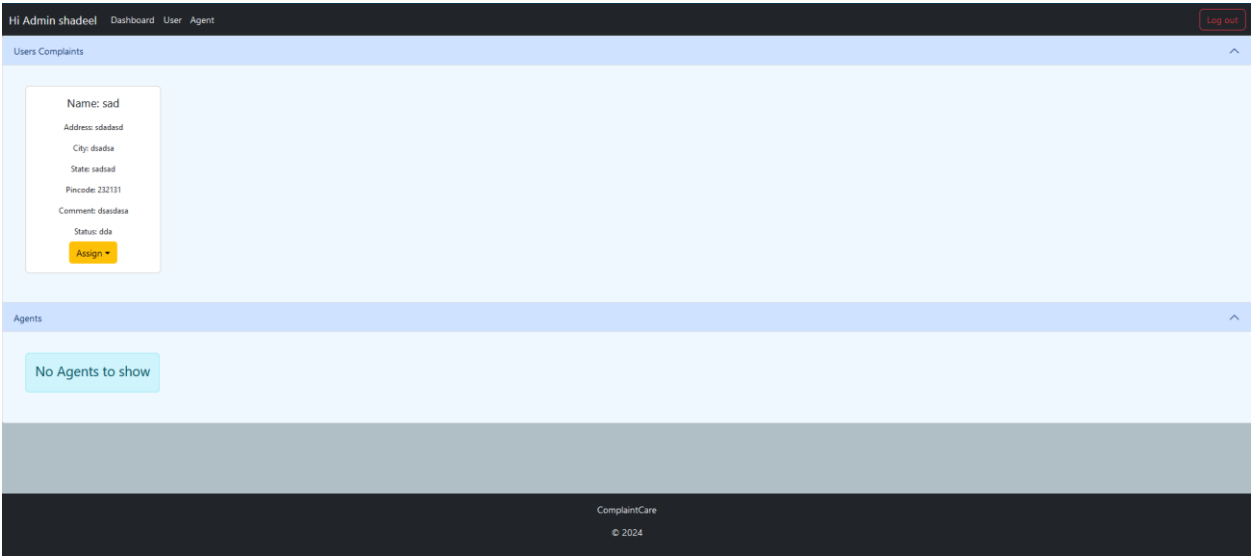 Hi Admin shadeel Dashboard User Agent Log out
Users Complaints
Name: sad
Address: sdadasd
City: dsadsa
State: sadsad
Pincode: 232131
Comment: dsasdasa
Status: dda
Assign
Agents
No Agents to show
ComplaintCare
© 2024